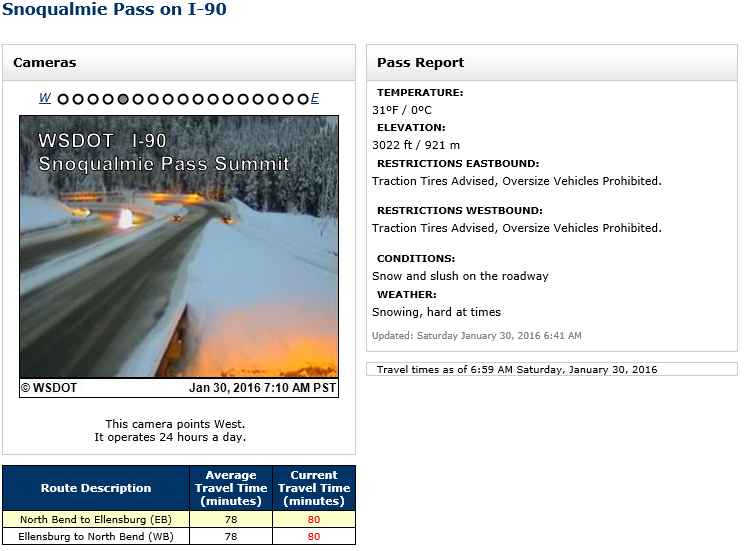 Snoqualmie Pass on I-90
Cameras
W E
WSDOT I-90
Snoqualmie Pass Summit
© WSDOT Jan 30, 2016 7:10 AM PST
This camera points West.
It operates 24 hours a day.
Route Description Average Travel Time (minutes) Current Travel Time (minutes)
North Bend to Ellensburg (EB) 78 80
Ellensburg to North Bend (WB) 78 80
Pass Report
TEMPERATURE:
31ºF / 0ºC
ELEVATION:
3022 ft / 921 m
RESTRICTIONS EASTBOUND:
Traction Tires Advised, Oversize Vehicles Prohibited.
RESTRICTIONS WESTBOUND:
Traction Tires Advised, Oversize Vehicles Prohibited.
CONDITIONS:
Snow and slush on the roadway
WEATHER:
Snowing, hard at times
Updated: Saturday January 30, 2016 6:41 AM
Travel times as of 6:59 AM Saturday, January 30, 2016